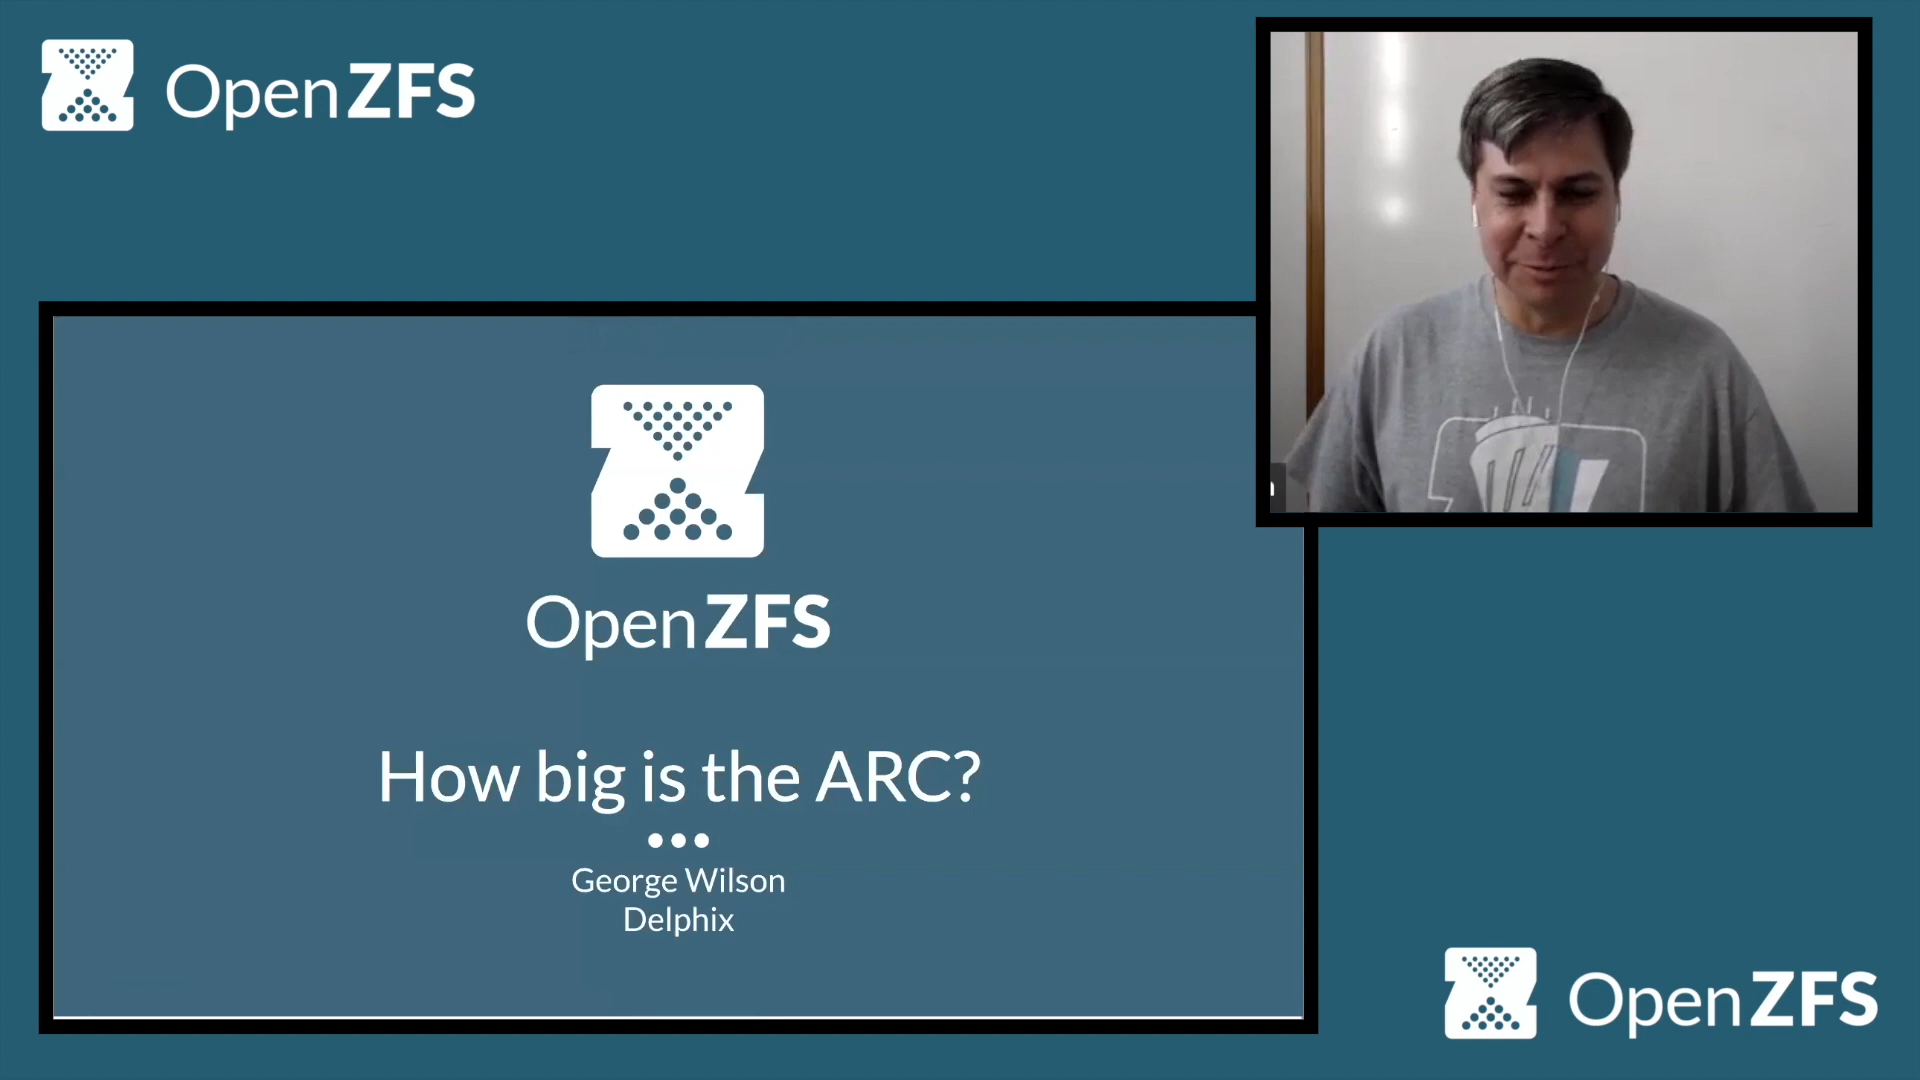 OpenZFS
OpenZFS
How big is the ARC?
George Wilson
Delphix
OpenZFS